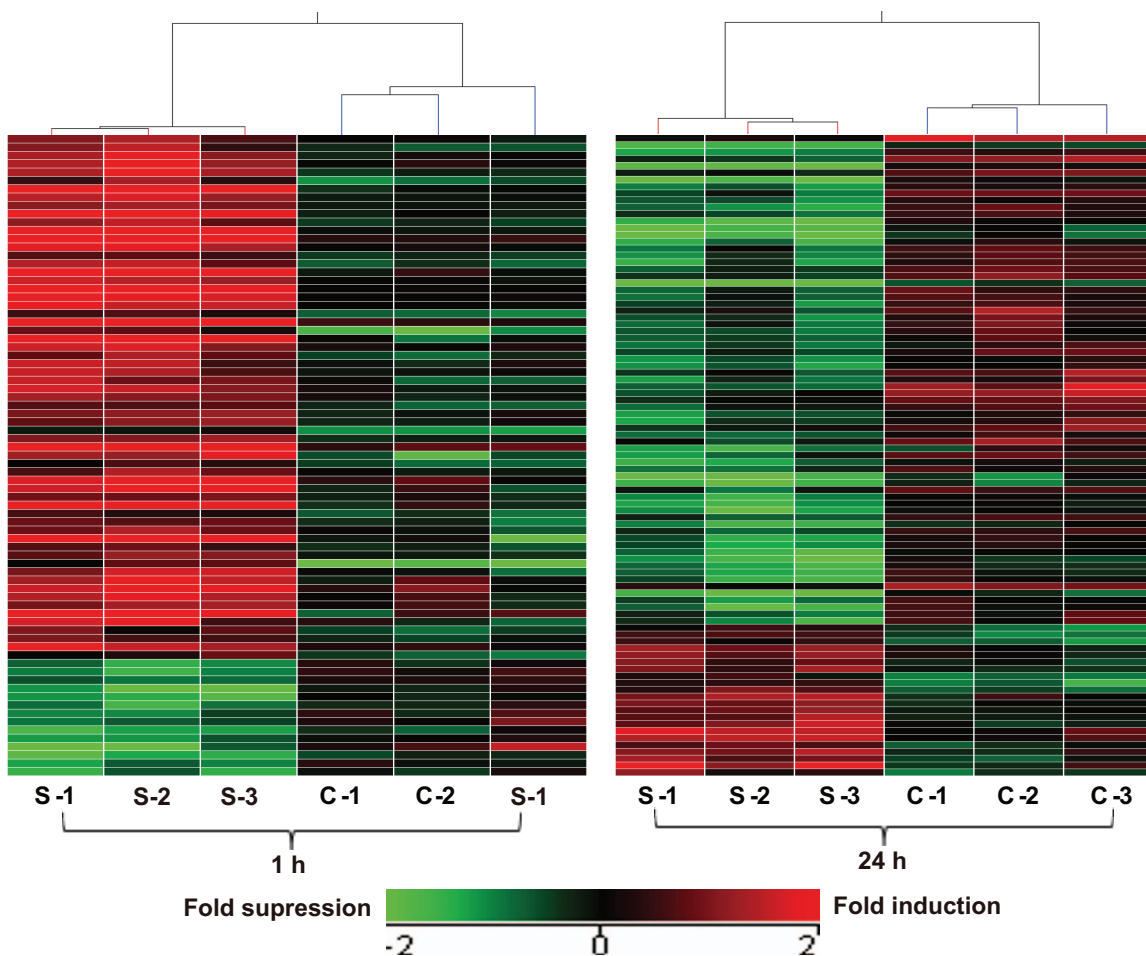 S-1 S-2 S-3 C-1 C-2 S-1
S-1 S-2 S-3 C-1 C-2 C-3
1 h
24 h
Fold supression
Fold induction
-2 0 2